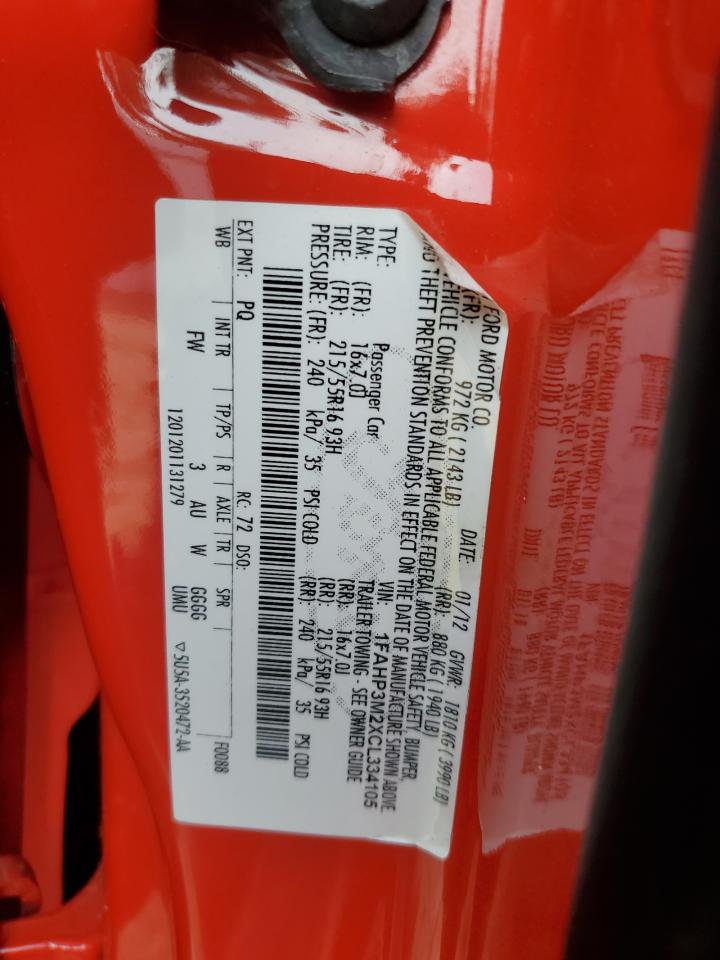 FORD MOTOR CO. DATE: 01/12 GVWR: 1810 KG ( 3990 LB)
(FR): 972 KG ( 2143 LB) (RR): 880 KG ( 1940 LB)
VEHICLE CONFORMS TO ALL APPLICABLE FEDERAL MOTOR VEHICLE SAFETY, BUMPER,
THEFT PREVENTION STANDARDS IN EFFECT ON THE DATE OF MANUFACTURE SHOWN ABOVE
VIN: 1FAHP3M2XCL334105
TYPE: Passenger Car TRAILER TOWING - SEE OWNER GUIDE
RIM: (FR): 16x7.0J (RR): 16x7.0J
TIRE: (FR): 215/55R16 93H (RR): 215/55R16 93H
PRESSURE: (FR): 240 kPa/ 35 PSI COLD (RR): 240 kPa/ 35 PSI COLD
EXT PNT: PQ RC: 72 DSO: F0088
WB INT TR TP/PS R AXLE TR SPR
FW 3 AU W GGGG ▽5U5A-3520472-AA
1201201131279 UMU